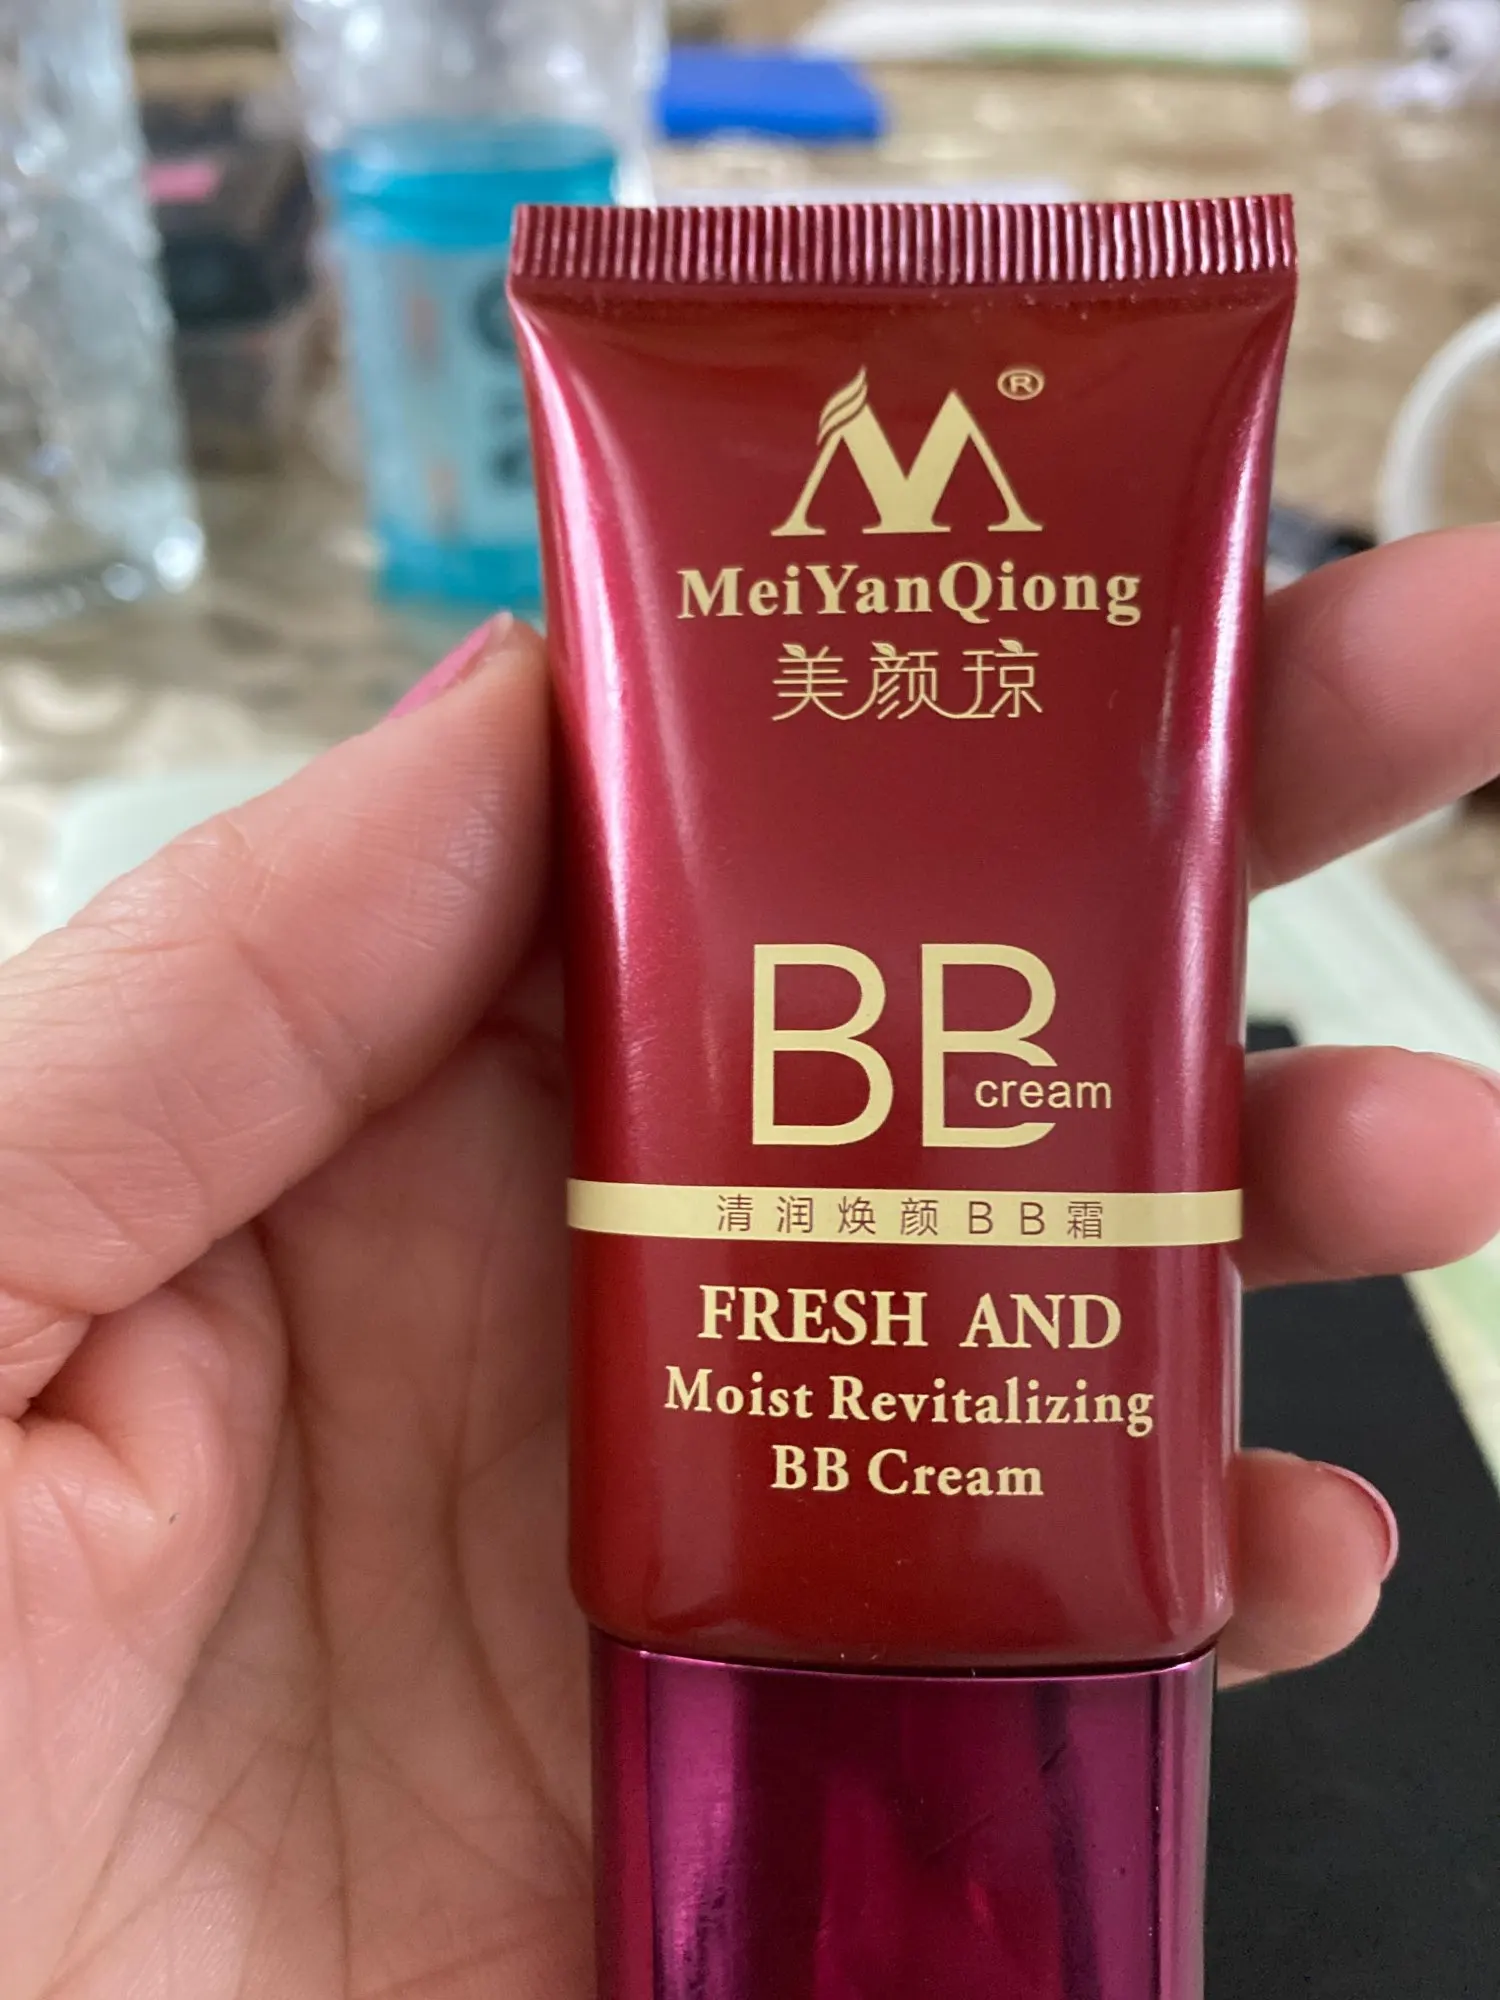 ®
MeiYanQiong
美颜琼
BB
cream
清润焕颜BB霜
FRESH AND
Moist Revitalizing
BB Cream